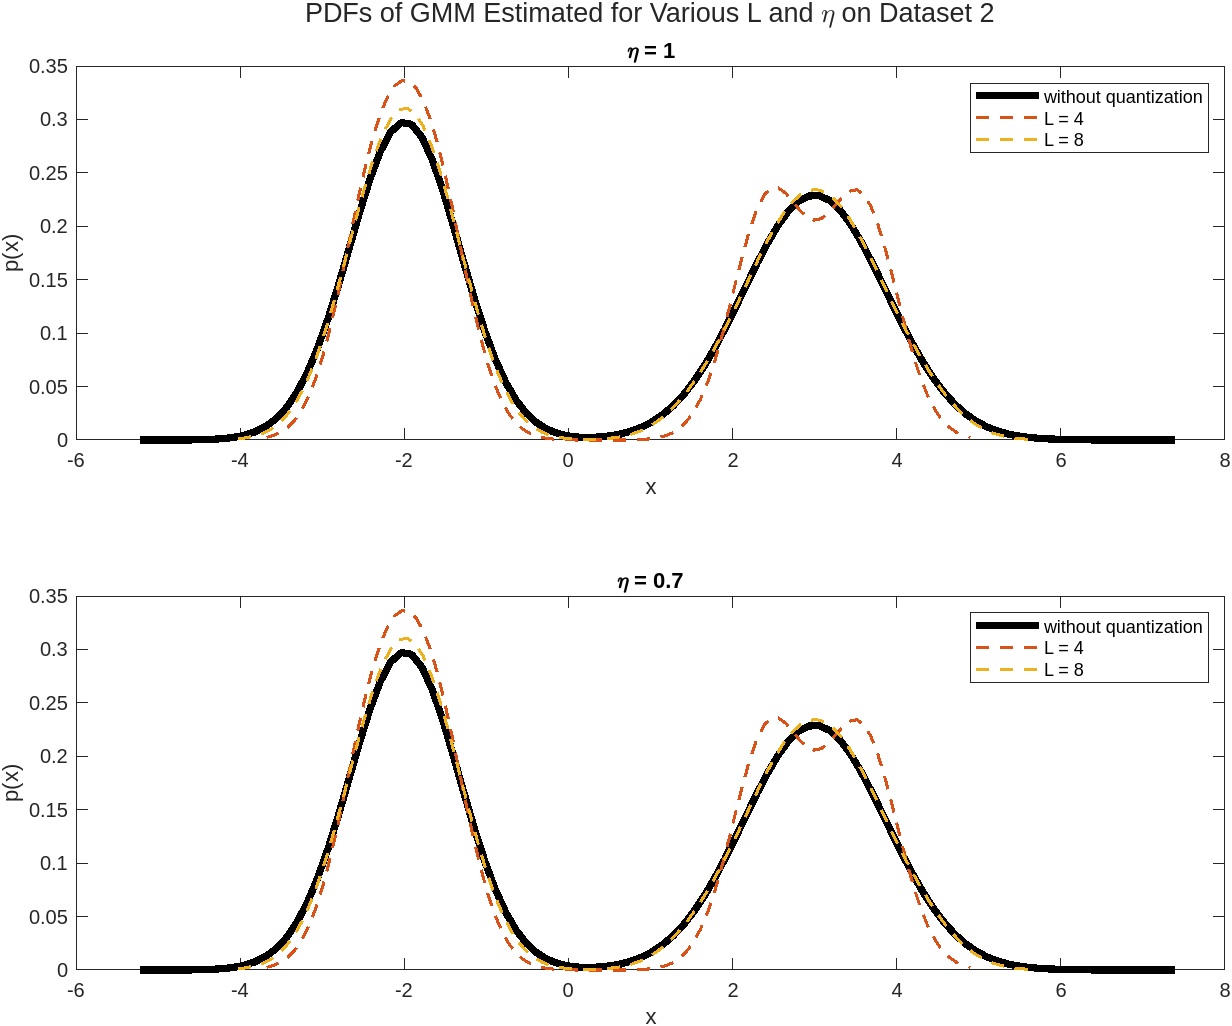 PDFs of GMM Estimated for Various L and η on Dataset 2
η = 1
0.35
0.3
0.25
0.2
0.15
0.1
0.05
0
p(x)
without quantization
L = 4
L = 8
-6 -4 -2 0 2 4 6 8
x
η = 0.7
0.35
0.3
0.25
0.2
0.15
0.1
0.05
0
p(x)
without quantization
L = 4
L = 8
-6 -4 -2 0 2 4 6 8
x